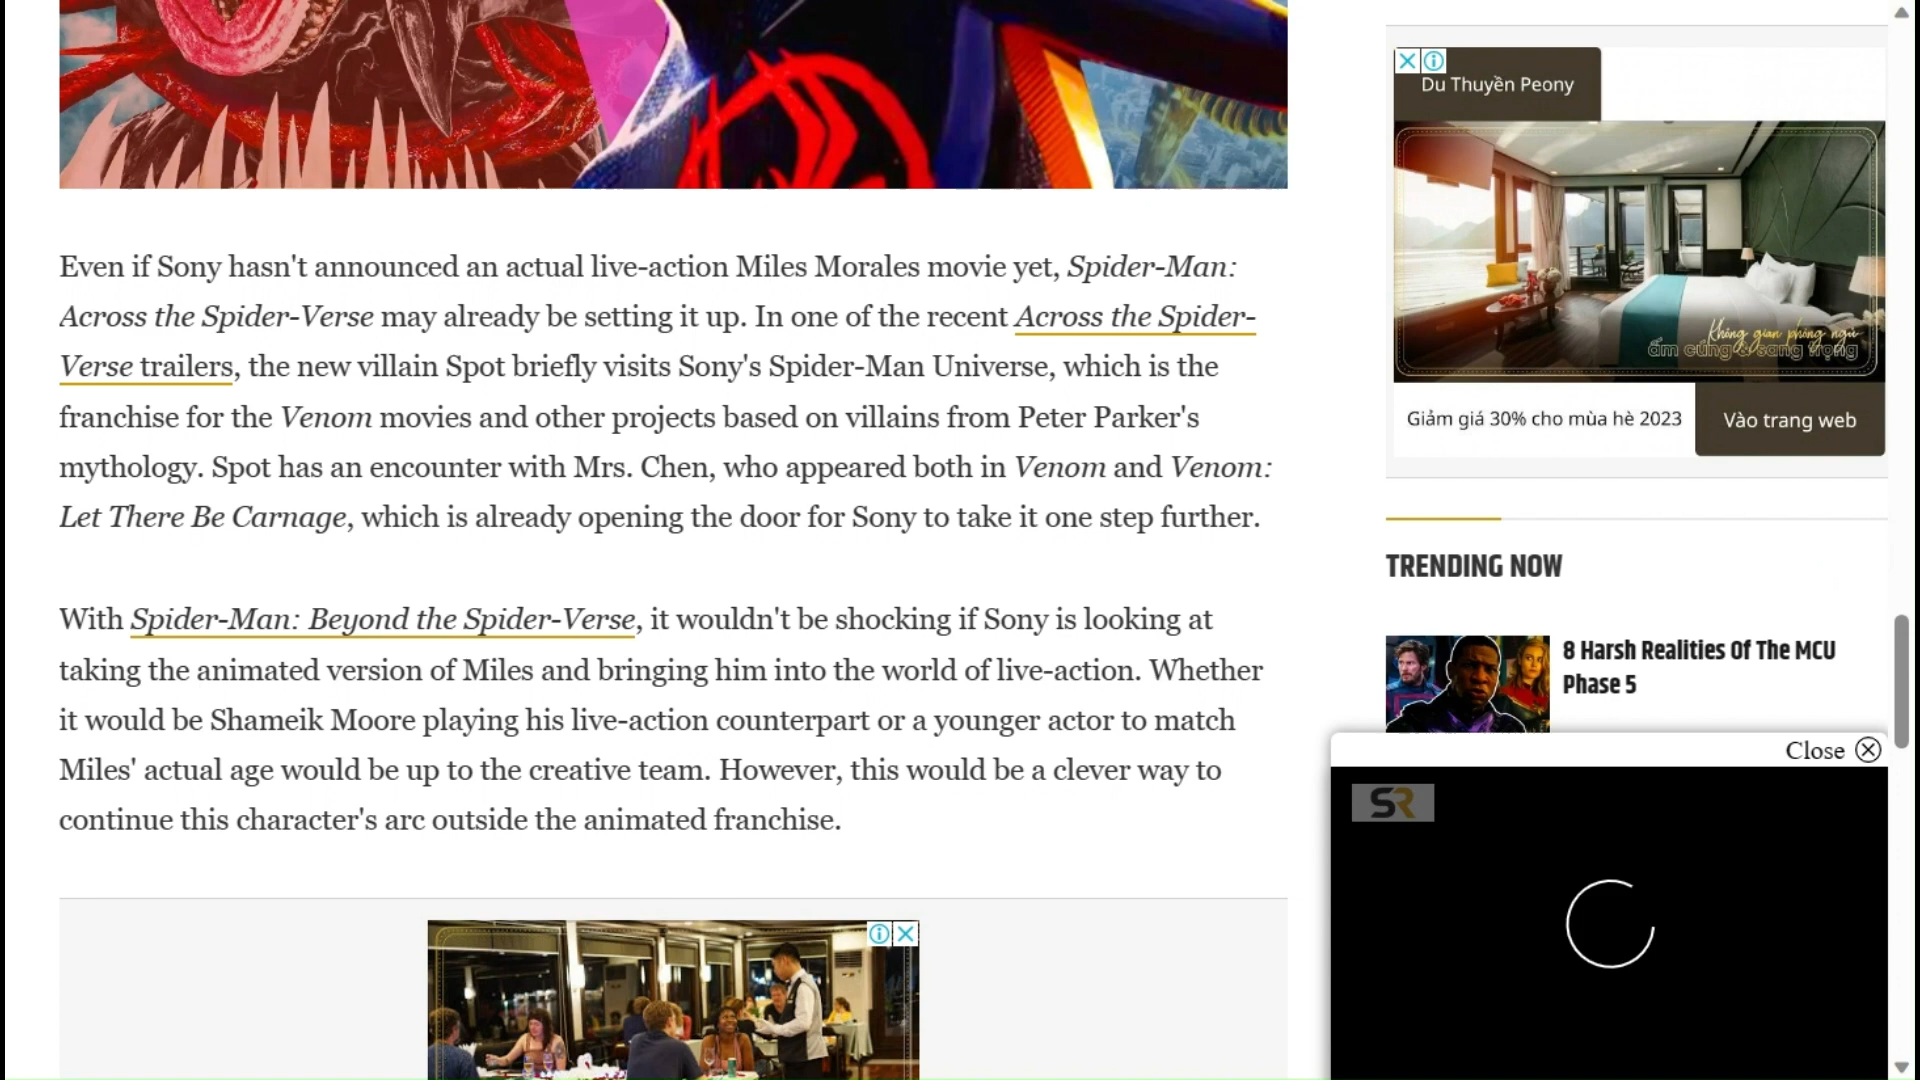 Even if Sony hasn't announced an actual live-action Miles Morales movie yet, Spider-Man:
Across the Spider-Verse may already be setting it up. In one of the recent Across the Spider-
Verse trailers, the new villain Spot briefly visits Sony's Spider-Man Universe, which is the
franchise for the Venom movies and other projects based on villains from Peter Parker's
mythology. Spot has an encounter with Mrs. Chen, who appeared both in Venom and Venom:
Let There Be Carnage, which is already opening the door for Sony to take it one step further.
With Spider-Man: Beyond the Spider-Verse, it wouldn't be shocking if Sony is looking at
taking the animated version of Miles and bringing him into the world of live-action. Whether
it would be Shameik Moore playing his live-action counterpart or a younger actor to match
Miles' actual age would be up to the creative team. However, this would be a clever way to
continue this character's arc outside the animated franchise.
Du Thuyền Peony
Không gian phòng ngủ
ấm cúng & sang trọng
Giảm giá 30% cho mùa hè 2023
Vào trang web
TRENDING NOW
8 Harsh Realities Of The MCU
Phase 5
Close
SR